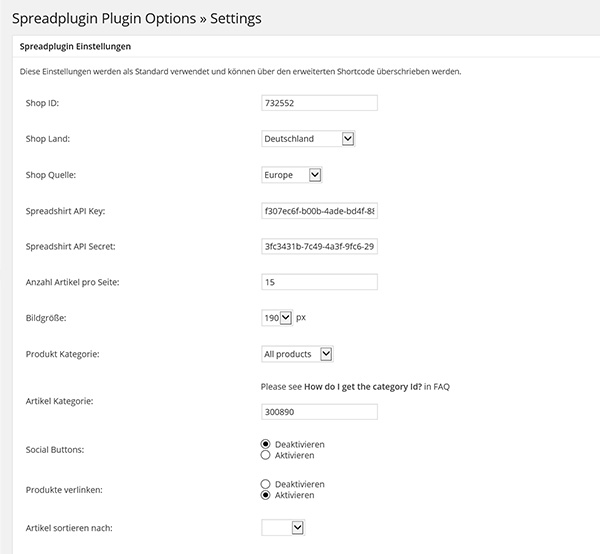 Spreadplugin Plugin Options » Settings
Spreadplugin Einstellungen
Diese Einstellungen werden als Standard verwendet und können über den erweiterten Shortcode überschrieben werden.
Shop ID: 732552
Shop Land: Deutschland
Shop Quelle: Europe
Spreadshirt API Key: f307ec6f-b00b-4ade-bd4f-88
Spreadshirt API Secret: 3fc3431b-7c49-4a3f-9fc6-29
Anzahl Artikel pro Seite: 15
Bildgröße: 190 px
Produkt Kategorie: All products
Please see How do I get the category Id? in FAQ
Artikel Kategorie: 300890
Social Buttons: Deaktivieren
Aktivieren
Produkte verlinken: Deaktivieren
Aktivieren
Artikel sortieren nach: